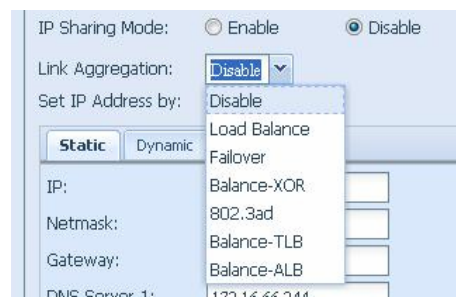 IP Sharing Mode: Enable Disable
Link Aggregation: Disable
Set IP Address by: Disable
Load Balance
Static Dynamic
Failover
IP: Balance-XOR
802.3ad
Netmask:
Balance-TLB
Gateway: Balance-ALB
DNS Server 1: 172.16.66.244